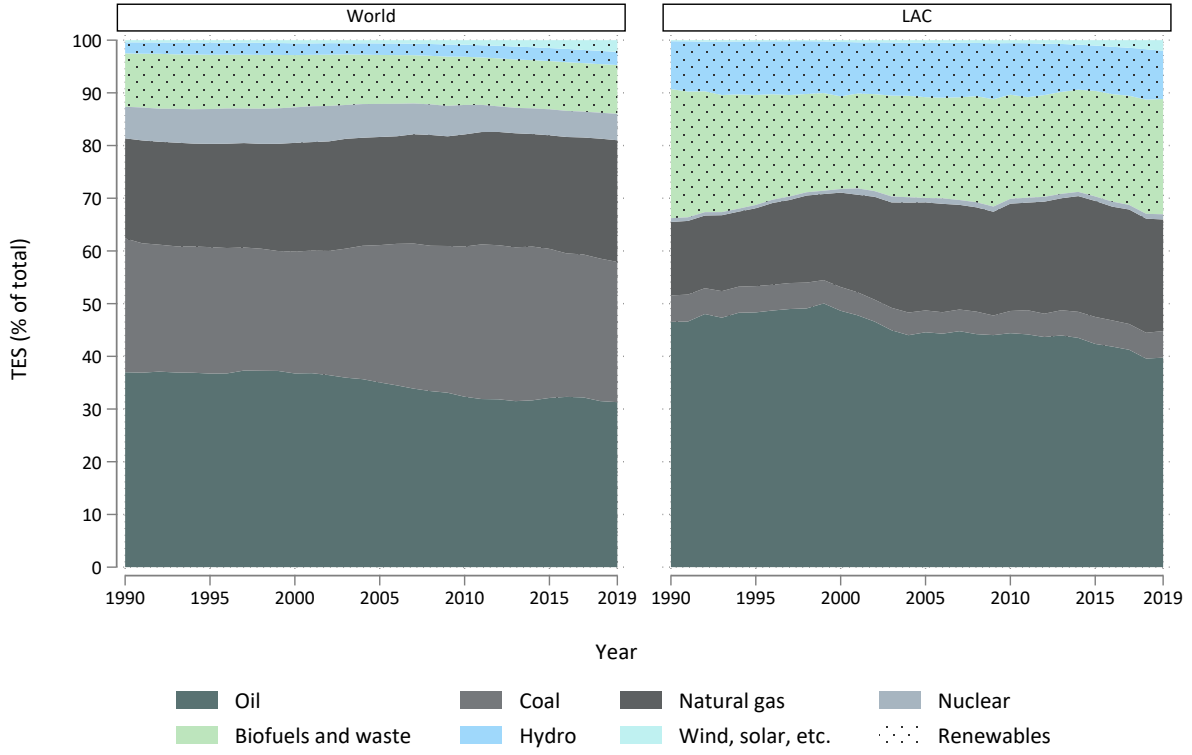 World
LAC
TES (% of total)
100
90
80
70
60
50
40
30
20
10
0
1990 1995 2000 2005 2010 2015 2019
1990 1995 2000 2005 2010 2015 2019
Year
Oil Coal Natural gas Nuclear
Biofuels and waste Hydro Wind, solar, etc. Renewables